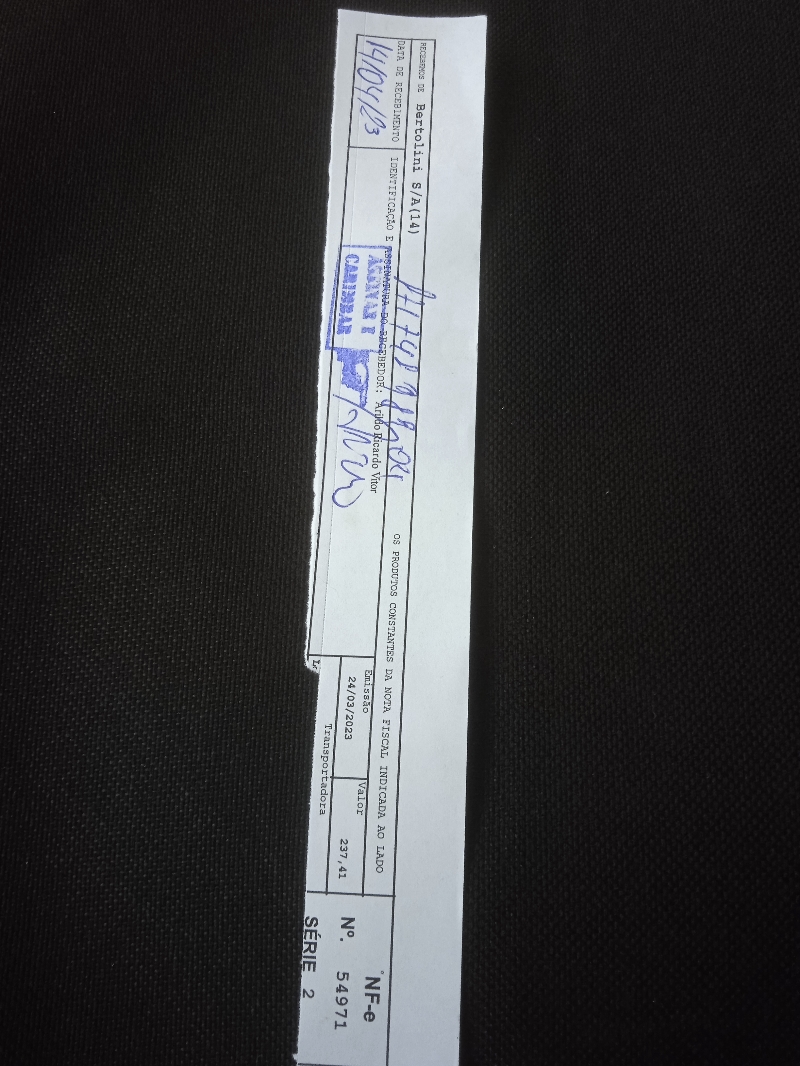 RECEBEMOS DE Bertolini S/A(14)
OS PRODUTOS CONSTANTES DA NOTA FISCAL INDICADA AO LADO
DATA DE RECEBIMENTO
14/04/23
IDENTIFICAÇÃO E ASSINATURA DO RECEBEDOR: Arildo Ricardo Vitor
ASSINAR E
CARIMBAR
Emissão
24/03/2023
Valor
237,41
Transportadora
NF-e
Nº. 54971
SÉRIE 2